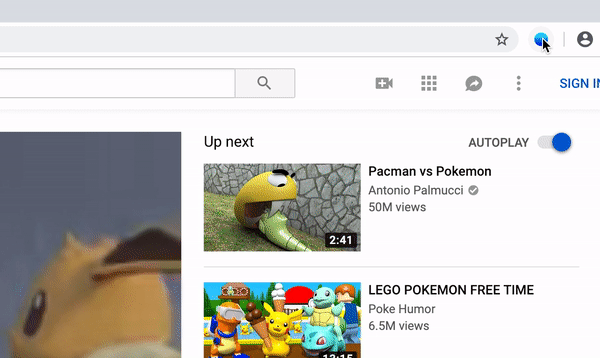 SIGN IN
Up next
AUTOPLAY
Pacman vs Pokemon
Antonio Palmucci
50M views
2:41
LEGO POKEMON FREE TIME
Poke Humor
6.5M views
12:15